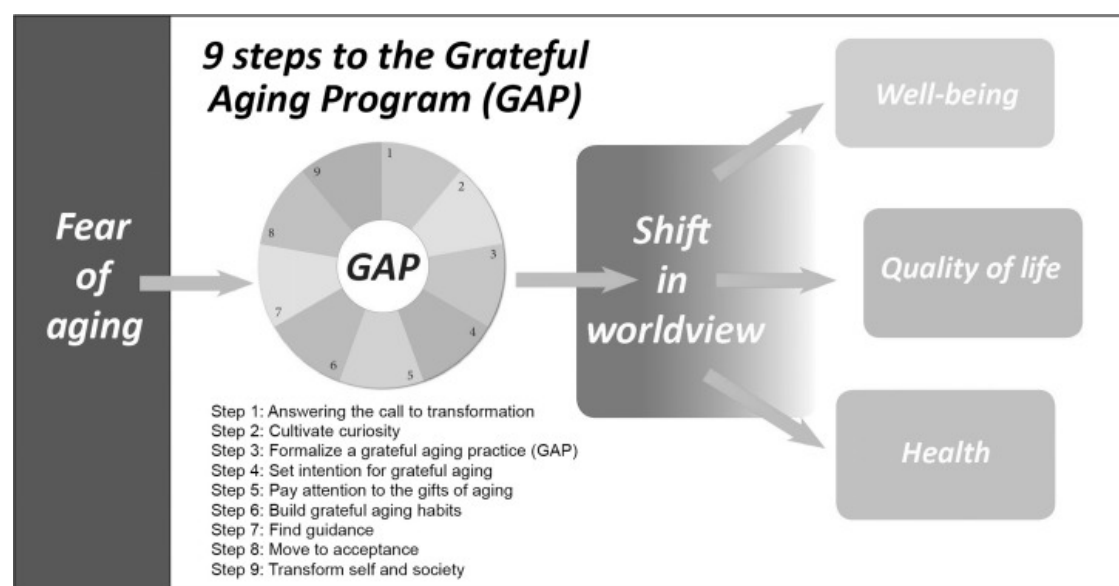 9 steps to the Grateful
Aging Program (GAP)
Fear
of
aging
1
2
3
4
5
6
7
8
9
GAP
Step 1: Answering the call to transformation
Step 2: Cultivate curiosity
Step 3: Formalize a grateful aging practice (GAP)
Step 4: Set intention for grateful aging
Step 5: Pay attention to the gifts of aging
Step 6: Build grateful aging habits
Step 7: Find guidance
Step 8: Move to acceptance
Step 9: Transform self and society
Shift
in
worldview
Well-being
Quality of life
Health